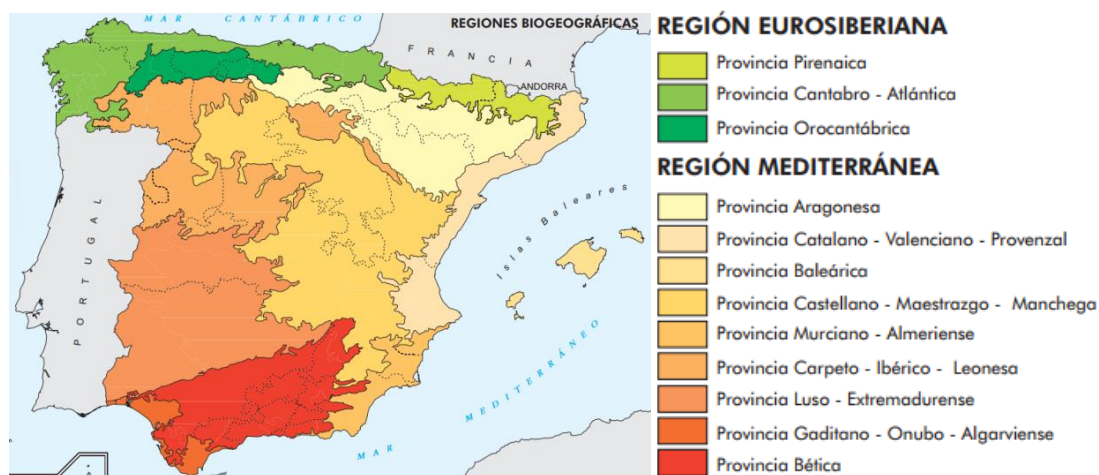 MAR CANTÁBRICO
REGIONES BIOGEOGRÁFICAS
FRANCIA
ANDORRA
PORTUGAL
Islas Baleares
MAR MEDITERRÁNEO
REGIÓN EUROSIBERIANA
Provincia Pirenaica
Provincia Cantabro - Atlántica
Provincia Orocantábrica
REGIÓN MEDITERRÁNEA
Provincia Aragonesa
Provincia Catalano - Valenciano - Provenzal
Provincia Baleárica
Provincia Castellano - Maestrazgo - Manchega
Provincia Murciano - Almeriense
Provincia Carpeto - Ibérico - Leonesa
Provincia Luso - Extremadurense
Provincia Gaditano - Onubo - Algarviense
Provincia Bética